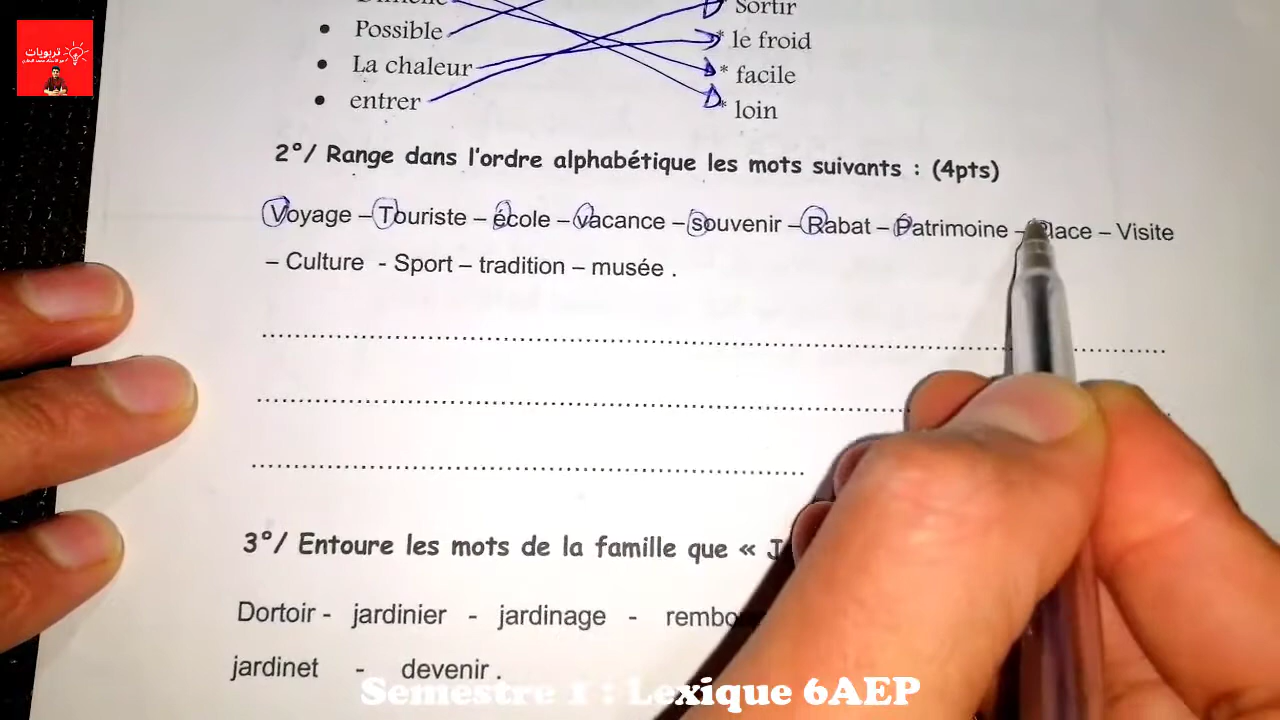 Sortir
تربويات
Possible
* le froid
La chaleur
* facile
entrer
* loin
2°/ Range dans l'ordre alphabétique les mots suivants : (4pts)
Voyage – Touriste – école – vacance – souvenir – Rabat – Patrimoine – Place – Visite
– Culture - Sport – tradition – musée .
3°/ Entoure les mots de la famille que « J
Dortoir - jardinier - jardinage -
jardinet - devenir .
Semestre 1 : Lexique 6AEP